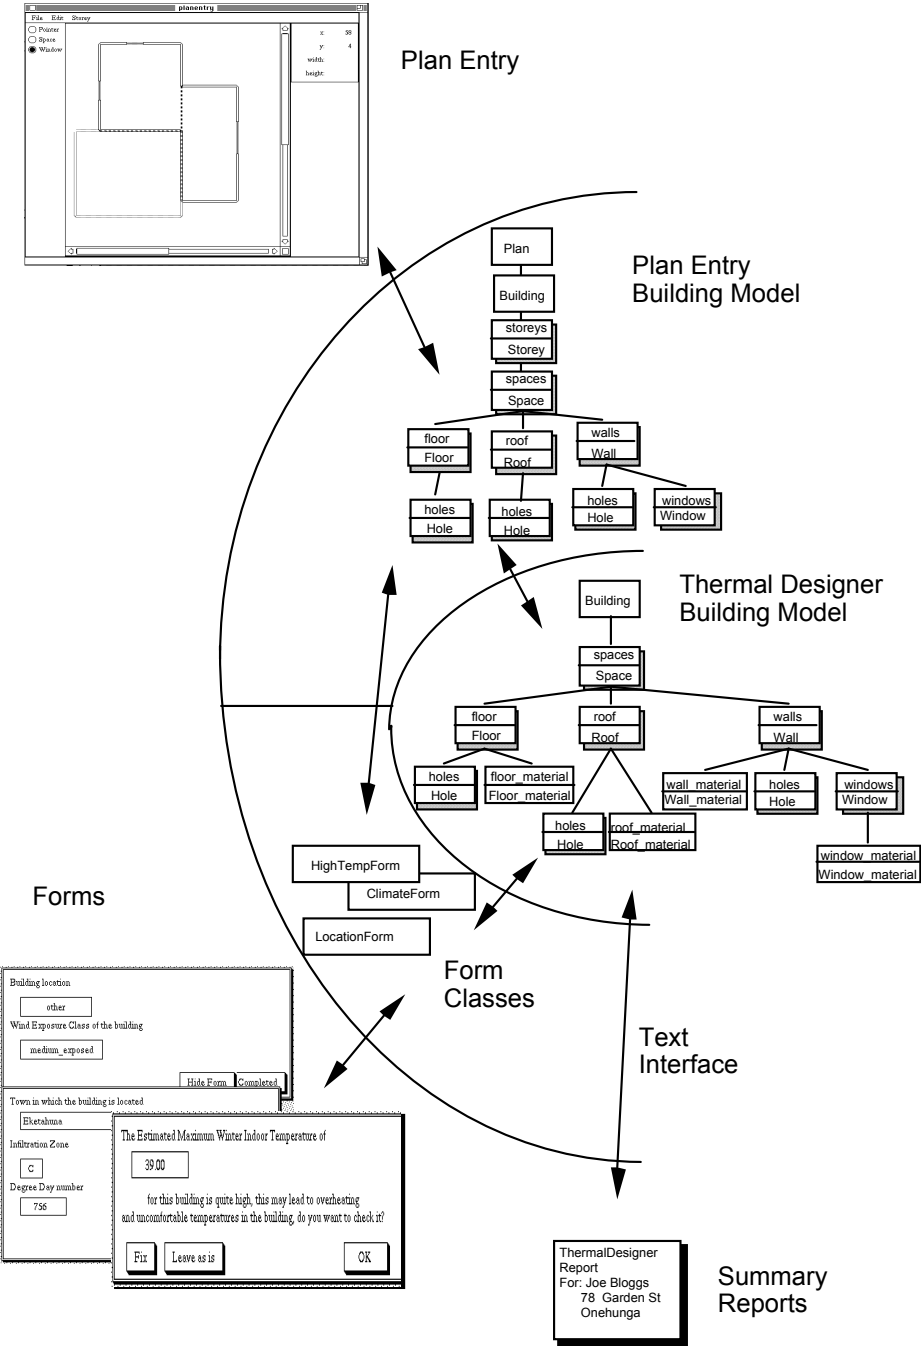 planentry
File Edit Storey
Pointer
Space
Window
x: 58
y: 4
width:
height:
Plan Entry
Plan
Building
storeys
Storey
spaces
Space
floor
Floor
roof
Roof
walls
Wall
holes
Hole
holes
Hole
holes
Hole
windows
Window
Plan Entry
Building Model
Thermal Designer
Building Model
Building
spaces
Space
floor
Floor
roof
Roof
walls
Wall
holes
Hole
floor_material
Floor_material
wall_material
Wall_material
holes
Hole
windows
Window
holes
Hole
roof_material
Roof_material
window_material
Window_material
HighTempForm
ClimateForm
LocationForm
Forms
Form
Classes
Building location
other
Wind Exposure Class of the building
medium_exposed
Hide Form Completed
Town in which the building is located
Eketahuna
Infiltration Zone
C
Degree Day number
756
The Estimated Maximum Winter Indoor Temperature of
39.00
for this building is quite high, this may lead to overheating
and uncomfortable temperatures in the building, do you want to check it?
Fix Leave as is OK
Text
Interface
ThermalDesigner
Report
For: Joe Bloggs
78 Garden St
Onehunga
Summary
Reports